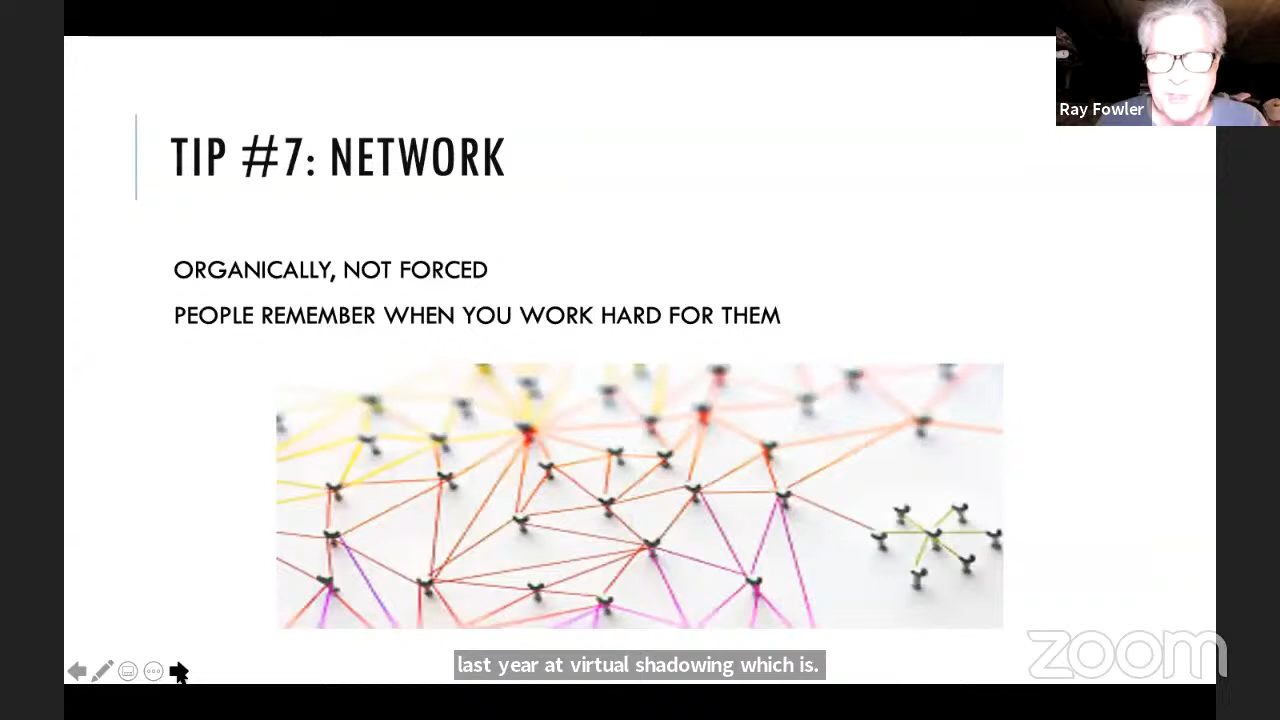 Ray Fowler
TIP #7: NETWORK
ORGANICALLY, NOT FORCED
PEOPLE REMEMBER WHEN YOU WORK HARD FOR THEM
last year at virtual shadowing which is.
zoom